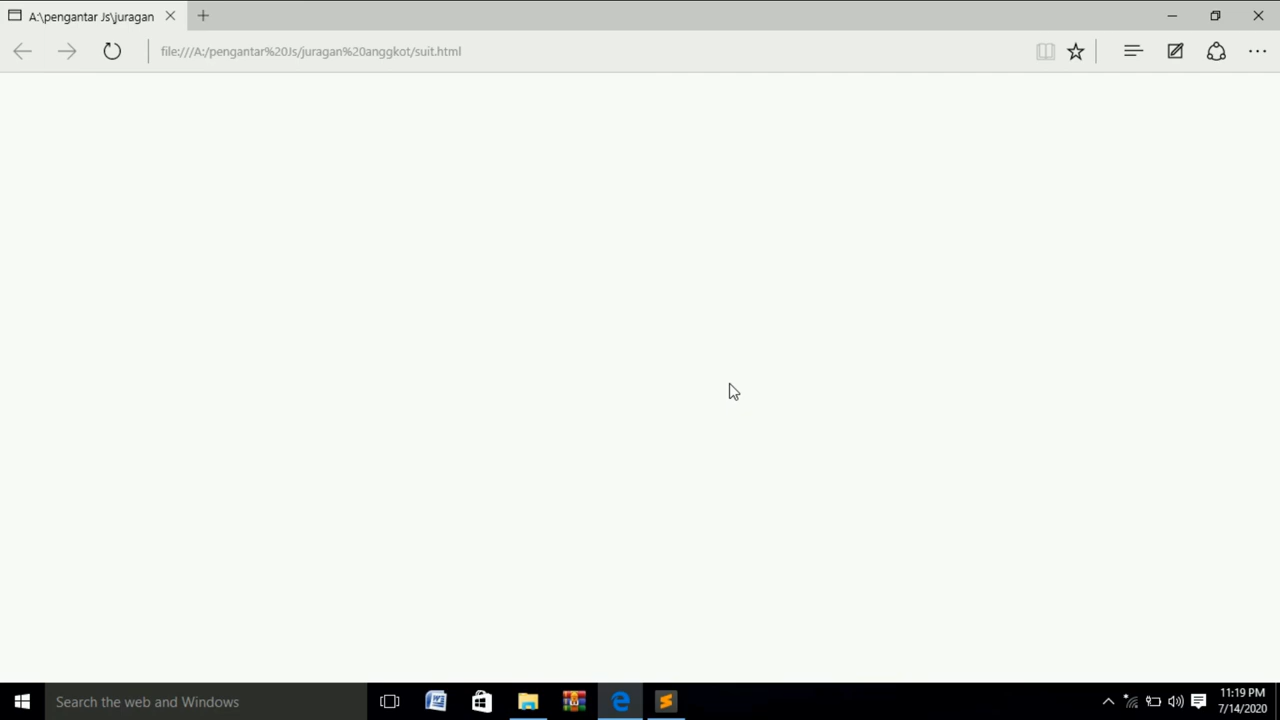 A:\pengantar Js\juragan
file:///A:/pengantar%20Js/juragan%20anggkot/suit.html
Search the web and Windows
11:19 PM
7/14/2020